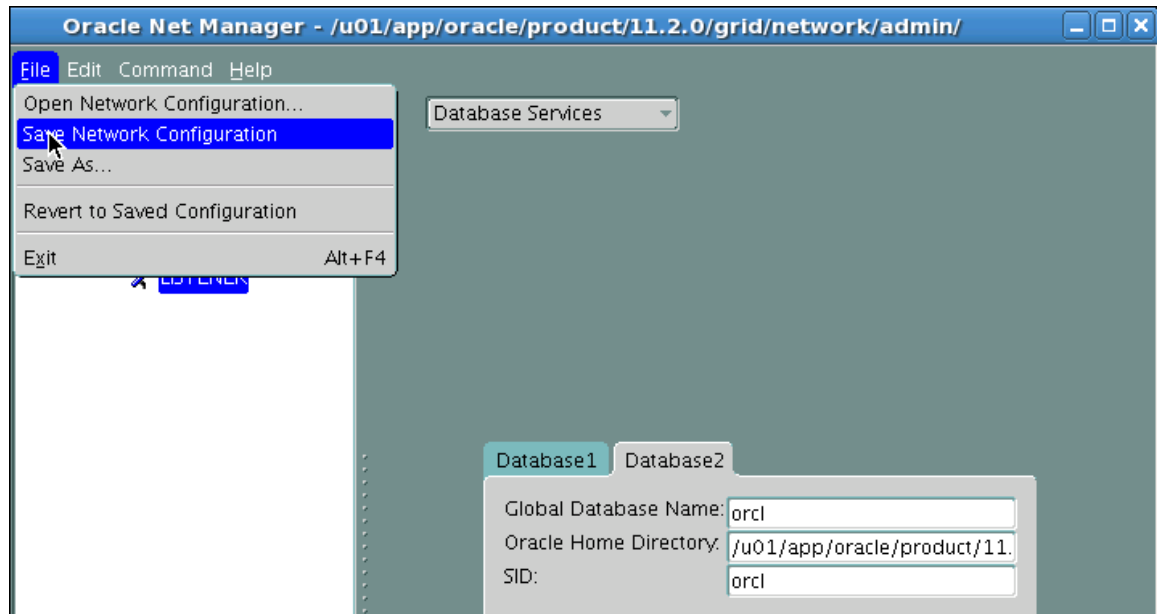 Oracle Net Manager - /u01/app/oracle/product/11.2.0/grid/network/admin/
File Edit Command Help
Open Network Configuration...
Save Network Configuration
Save As...
Revert to Saved Configuration
Exit Alt+F4
Database Services
LISTENER
Database1 Database2
Global Database Name: orcl
Oracle Home Directory: /u01/app/oracle/product/11.
SID: orcl